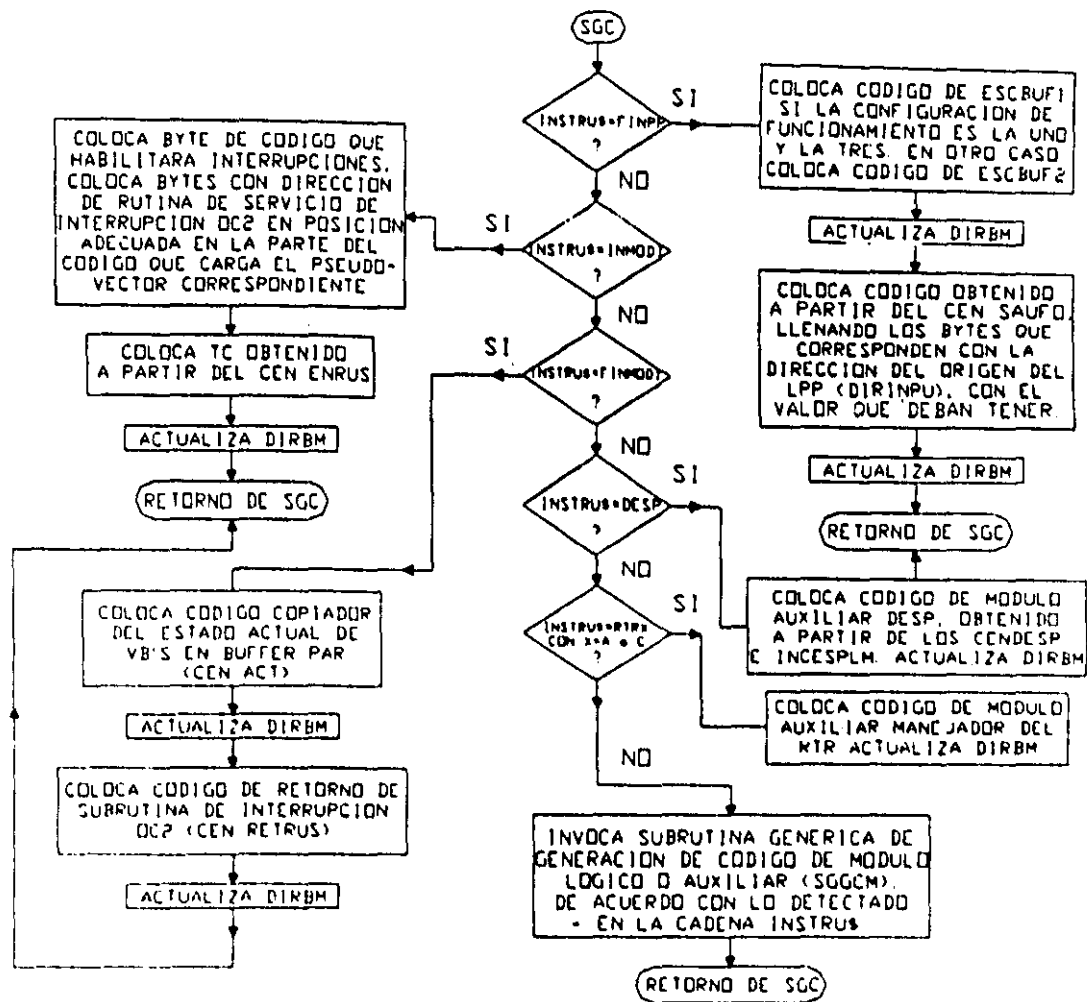 SGC
INSTRUS=FINPP
?
SI
NO
COLOCA CODIGO DE ESCBUF1
SI LA CONFIGURACION DE
FUNCIONAMIENTO ES LA UNO
Y LA TRES. EN OTRO CASO
COLOCA CODIGO DE ESCBUF2
ACTUALIZA DIRBM
COLOCA CODIGO OBTENIDO
A PARTIR DEL CEN SAUFO,
LLENANDO LOS BYTES QUE
CORRESPONDEN CON LA
DIRECCION DEL ORIGEN DEL
LPP (DIRINPU), CON EL
VALOR QUE DEBAN TENER.
ACTUALIZA DIRBM
RETORNO DE SGC
INSTRUS=INMODI
?
SI
NO
COLOCA BYTE DE CODIGO QUE
HABILITARA INTERRUPCIONES,
COLOCA BYTES CON DIRECCION
DE RUTINA DE SERVICIO DE
INTERRUPCION OC2 EN POSICION
ADECUADA EN LA PARTE DEL
CODIGO QUE CARGA EL PSEUDO-
VECTOR CORRESPONDIENTE
COLOCA TC OBTENIDO
A PARTIR DEL CEN ENRUS
ACTUALIZA DIRBM
RETORNO DE SGC
INSTRUS=FINMODI
?
SI
NO
COLOCA CODIGO COPIADOR
DEL ESTADO ACTUAL DE
VB'S EN BUFFER PAR
(CEN ACT)
ACTUALIZA DIRBM
COLOCA CODIGO DE RETORNO DE
SUBRUTINA DE INTERRUPCION
OC2 (CEN RETRUS)
ACTUALIZA DIRBM
INSTRUS=DESP
?
SI
NO
COLOCA CODIGO DE MODULO
AUXILIAR DESP, OBTENIDO
A PARTIR DE LOS CENDESP
E INCESPLM. ACTUALIZA DIRBM
INSTRUS=RTRX
CON X=A o C
?
SI
NO
COLOCA CODIGO DE MODULO
AUXILIAR MANEJADOR DEL
RTR ACTUALIZA DIRBM
INVOCA SUBRUTINA GENERICA DE
GENERACION DE CODIGO DE MODULO
LOGICO O AUXILIAR (SGGCM),
DE ACUERDO CON LO DETECTADO
- EN LA CADENA INSTRUS
RETORNO DE SGC